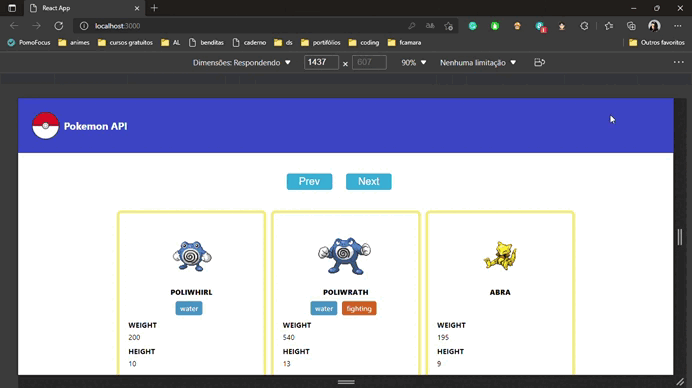 React App
localhost:3000
PomoFocus animes cursos gratuitos AL benditas caderno ds portifólios coding fcamara Outros favoritos
Dimensões: Respondendo 1437 × 607 90% Nenhuma limitação
Pokemon API
Prev Next
POLIWHIRL POLIWRATH ABRA
water water fighting
WEIGHT WEIGHT WEIGHT
200 540 195
HEIGHT HEIGHT HEIGHT
10 13 9